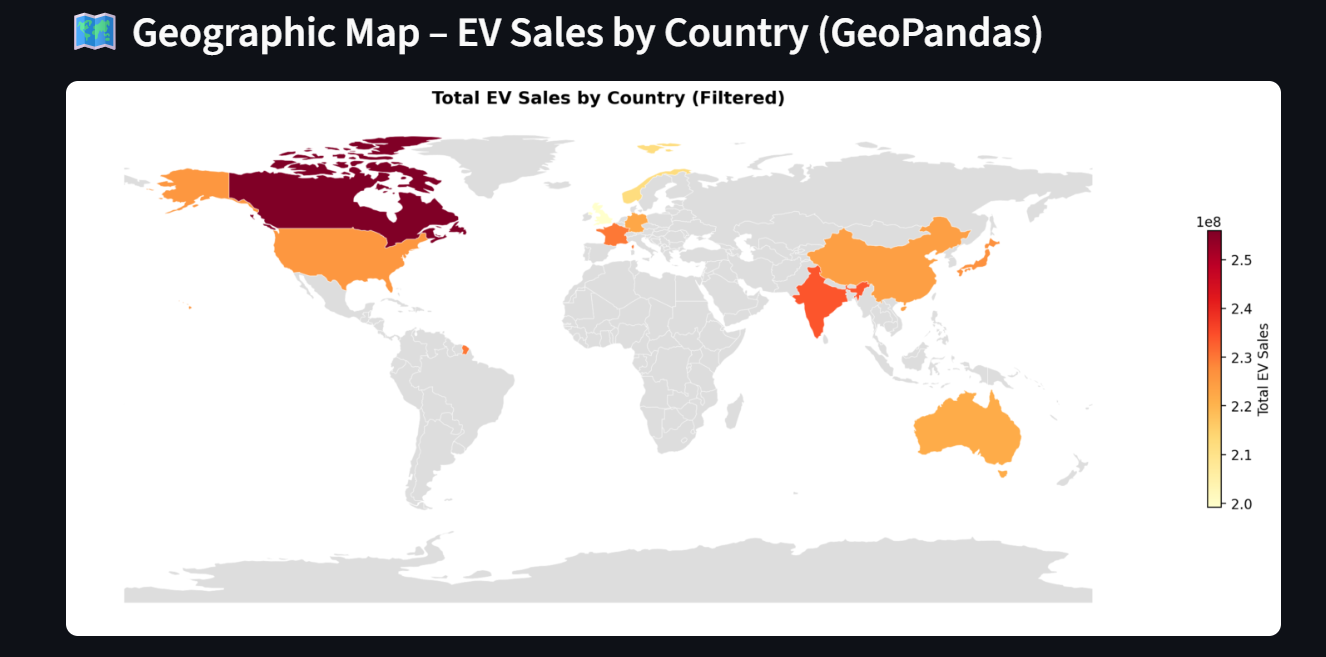 Geographic Map – EV Sales by Country (GeoPandas)
Total EV Sales by Country (Filtered)
1e8
2.5
2.4
2.3
2.2
2.1
2.0
Total EV Sales